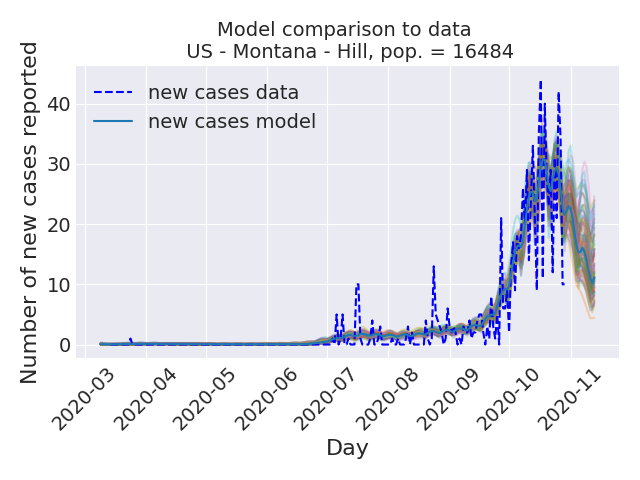 Model comparison to data
US - Montana - Hill, pop. = 16484
Number of new cases reported
new cases data
new cases model
40
30
20
10
0
2020-03
2020-04
2020-05
2020-06
2020-07
2020-08
2020-09
2020-10
2020-11
Day